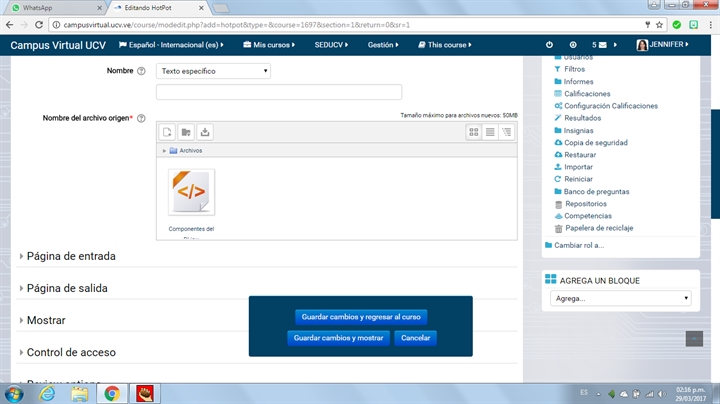 WhatsApp
Editando HotPot
campusvirtual.ucv.ve/course/modedit.php?add=hotpot&type=&course=1697&section=1&return=0&sr=1
Campus Virtual UCV
Español - Internacional (es)
Mis cursos
SEDUCV
Gestión
This course
5
JENNIFER
Nombre
Texto específico
Nombre del archivo origen*
Tamaño máximo para archivos nuevos: 50MB
Archivos
Componentes del
Página de entrada
Página de salida
Mostrar
Control de acceso
Review options
Guardar cambios y regresar al curso
Guardar cambios y mostrar
Cancelar
Usuarios
Filtros
Informes
Calificaciones
Configuración Calificaciones
Resultados
Insignias
Copia de seguridad
Restaurar
Importar
Reiniciar
Banco de preguntas
Repositorios
Competencias
Papelera de reciclaje
Cambiar rol a...
AGREGA UN BLOQUE
Agrega...
ES
02:16 p.m.
29/03/2017